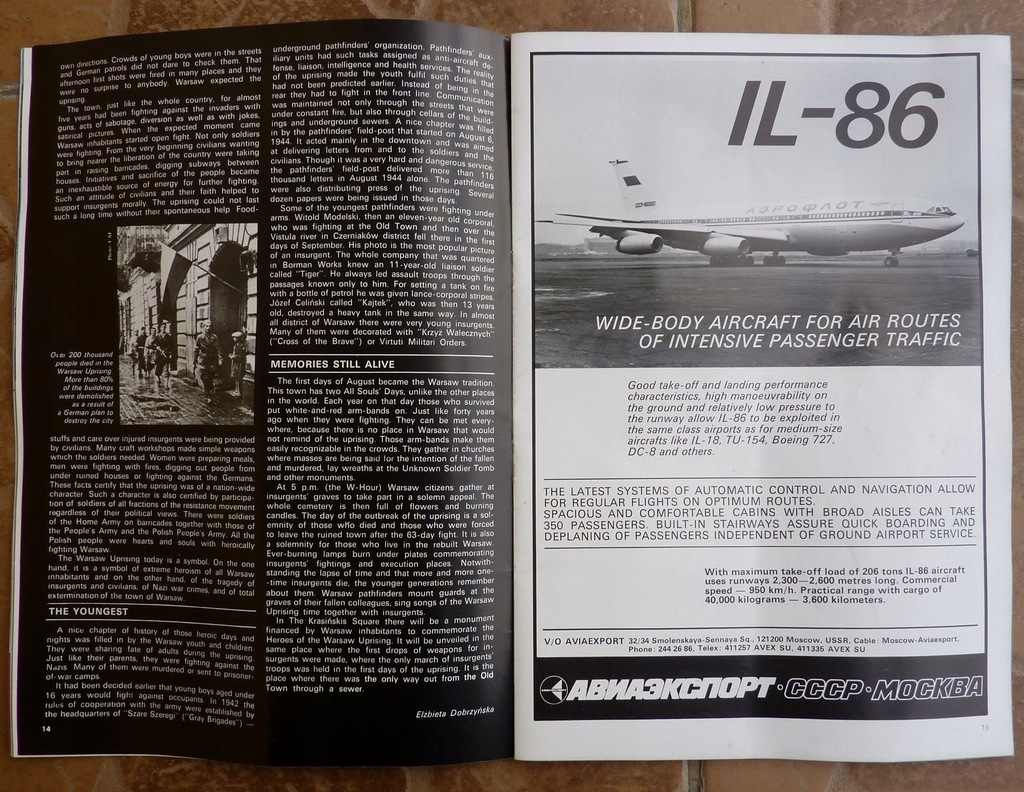 own directions. Crowds of young boys were in the streets
and German patrols did not dare to check them. That
afternoon first shots were fired in many places and they
were no surprise to anybody. Warsaw expected the
uprising.
The town, just like the whole country, for almost
five years had been fighting against the invaders with
guns, acts of sabotage, diversion as well as with jokes,
satirical pictures. When the expected moment came
Warsaw inhabitants started open fight. Not only soldiers
were fighting. From the very beginning civilians wanting
to bring nearer the liberation of the country were taking
part in raising barricades, digging subways between
houses. Initiatives and sacrifice of the people became
an inexhaustible source of energy for further fighting.
Such an attitude of civilians and their faith helped to
support insurgents morally. The uprising could not last
such a long time without their spontaneous help Food-
Photo: CAF
Over 200 thousand
people died in the
Warsaw Uprising.
More than 80%
of the buildings
were demolished
as a result of
a German plan to
destroy the city
stuffs and care over injured insurgents were being provided
by civilians. Many craft workshops made simple weapons
which the soldiers needed. Women were preparing meals,
men were fighting with fires, digging out people from
under ruined houses or fighting against the Germans.
These facts certify that the uprising was of a nation-wide
character Such a character is also certified by participa-
tion of soldiers of all fractions of the resistance movement
regardless of their political views. There were soldiers
of the Home Army on barricades together with those of
the People's Army and the Polish People's Army. All the
Polish people were hearts and souls with heroically
fighting Warsaw.
The Warsaw Uprising today is a symbol. On the one
hand, it is a symbol of extreme heroism of all Warsaw
inhabitants and on the other hand, of the tragedy of
insurgents and civilians, of Nazi war crimes, and of total
extermination of the town of Warsaw.
THE YOUNGEST
A nice chapter of history of those heroic days and
nights was filled in by the Warsaw youth and children.
They were sharing fate of adults during the uprising.
Just like their parents, they were fighting against the
Nazis. Many of them were murdered or sent to prisoner-
of-war camps.
It had been decided earlier that young boys aged under
16 years would fight against occupants. In 1942 the
rules of cooperation with the army were established by
the headquarters of "Szare Szeregi" ("Gray Brigades") —
14
underground pathfinders' organization. Pathfinders' aux-
iliary units had such tasks assigned as anti-aircraft de-
fense, liaison, intelligence and health services. The reality
of the uprising made the youth fulfil such duties that
had not been predicted earlier. Instead of being in the
rear they had to fight in the front line. Communication
was maintained not only through the streets that were
under constant fire, but also through cellars of the build-
ings and underground sewers. A nice chapter was filled
in by the pathfinders' field-post that started on August 6,
1944. It acted mainly in the downtown and was aimed
at delivering letters from and to the soldiers and the
civilians. Though it was a very hard and dangerous service,
the pathfinders' field-post delivered more than 116
thousand letters in August 1944 alone. The pathfinders
were also distributing press of the uprising. Several
dozen papers were being issued in those days.
Some of the youngest pathfinders were fighting under
arms. Witold Modelski, then an eleven-year old corporal,
who was fighting at the Old Town and then over the
Vistula river in Czerniaków district fell there in the first
days of September. His photo is the most popular picture
of an insurgent. The whole company that was quartered
in Borman Works knew an 11-year-old liaison soldier
called "Tiger". He always led assault troops through the
passages known only to him. For setting a tank on fire
with a bottle of petrol he was given lance-corporal stripes.
Józef Celiński called "Kajtek", who was then 13 years
old, destroyed a heavy tank in the same way. In almost
all district of Warsaw there were very young insurgents.
Many of them were decorated with "Krzyż Walecznych"
("Cross of the Brave") or Virtuti Militari Orders.
MEMORIES STILL ALIVE
The first days of August became the Warsaw tradition.
This town has two All Souls' Days, unlike the other places
in the world. Each year on that day those who survived
put white-and-red arm-bands on. Just like forty years
ago when they were fighting. They can be met every-
where, because there is no place in Warsaw that would
not remind of the uprising. Those arm-bands make them
easily recognizable in the crowds. They gather in churches
where masses are being said for the intention of the fallen
and murdered, lay wreaths at the Unknown Soldier Tomb
and other monuments.
At 5 p.m. (the W-Hour) Warsaw citizens gather at
insurgents' graves to take part in a solemn appeal. The
whole cemetery is then full of flowers and burning
candles. The day of the outbreak of the uprising is a sol-
emnity of those who died and those who were forced
to leave the ruined town after the 63-day fight. It is also
a solemnity for those who live in the rebuilt Warsaw.
Ever-burning lamps burn under plates commemorating
insurgents' fightings and execution places. Notwith-
standing the lapse of time and that more and more one-
-time insurgents die, the younger generations remember
about them. Warsaw pathfinders mount guards at the
graves of their fallen colleagues, sing songs of the Warsaw
Uprising time together with insurgents.
In The Krasińskis Square there will be a monument
financed by Warsaw inhabitants to commemorate the
Heroes of the Warsaw Uprising. It will be unveiled in the
same place where the first drops of weapons for in-
surgents were made, where the only march of insurgents'
troops was held in the first days of the uprising. It is the
place where there was the only way out from the Old
Town through a sewer.
Elżbieta Dobrzyńska
IL-86
АЭРОФЛОТ
СССР-86000
WIDE-BODY AIRCRAFT FOR AIR ROUTES
OF INTENSIVE PASSENGER TRAFFIC
Good take-off and landing performance
characteristics, high manoeuvrability on
the ground and relatively low pressure to
the runway allow IL-86 to be exploited in
the same class airports as for medium-size
aircrafts like IL-18, TU-154, Boeing 727,
DC-8 and others.
THE LATEST SYSTEMS OF AUTOMATIC CONTROL AND NAVIGATION ALLOW
FOR REGULAR FLIGHTS ON OPTIMUM ROUTES.
SPACIOUS AND COMFORTABLE CABINS WITH BROAD AISLES CAN TAKE
350 PASSENGERS. BUILT-IN STAIRWAYS ASSURE QUICK BOARDING AND
DEPLANING OF PASSENGERS INDEPENDENT OF GROUND AIRPORT SERVICE.
With maximum take-off load of 206 tons IL-86 aircraft
uses runways 2,300—2,600 metres long. Commercial
speed — 950 km/h. Practical range with cargo of
40,000 kilograms — 3,600 kilometers.
V/O AVIAEXPORT 32/34 Smolenskaya-Sennaya Sq., 121200 Moscow, USSR, Cable: Moscow-Aviaexport,
Phone: 244 26 86, Telex: 411257 AVEX SU, 411335 AVEX SU
АВИАЭКСПОРТ·СССР·МОСКВА
15